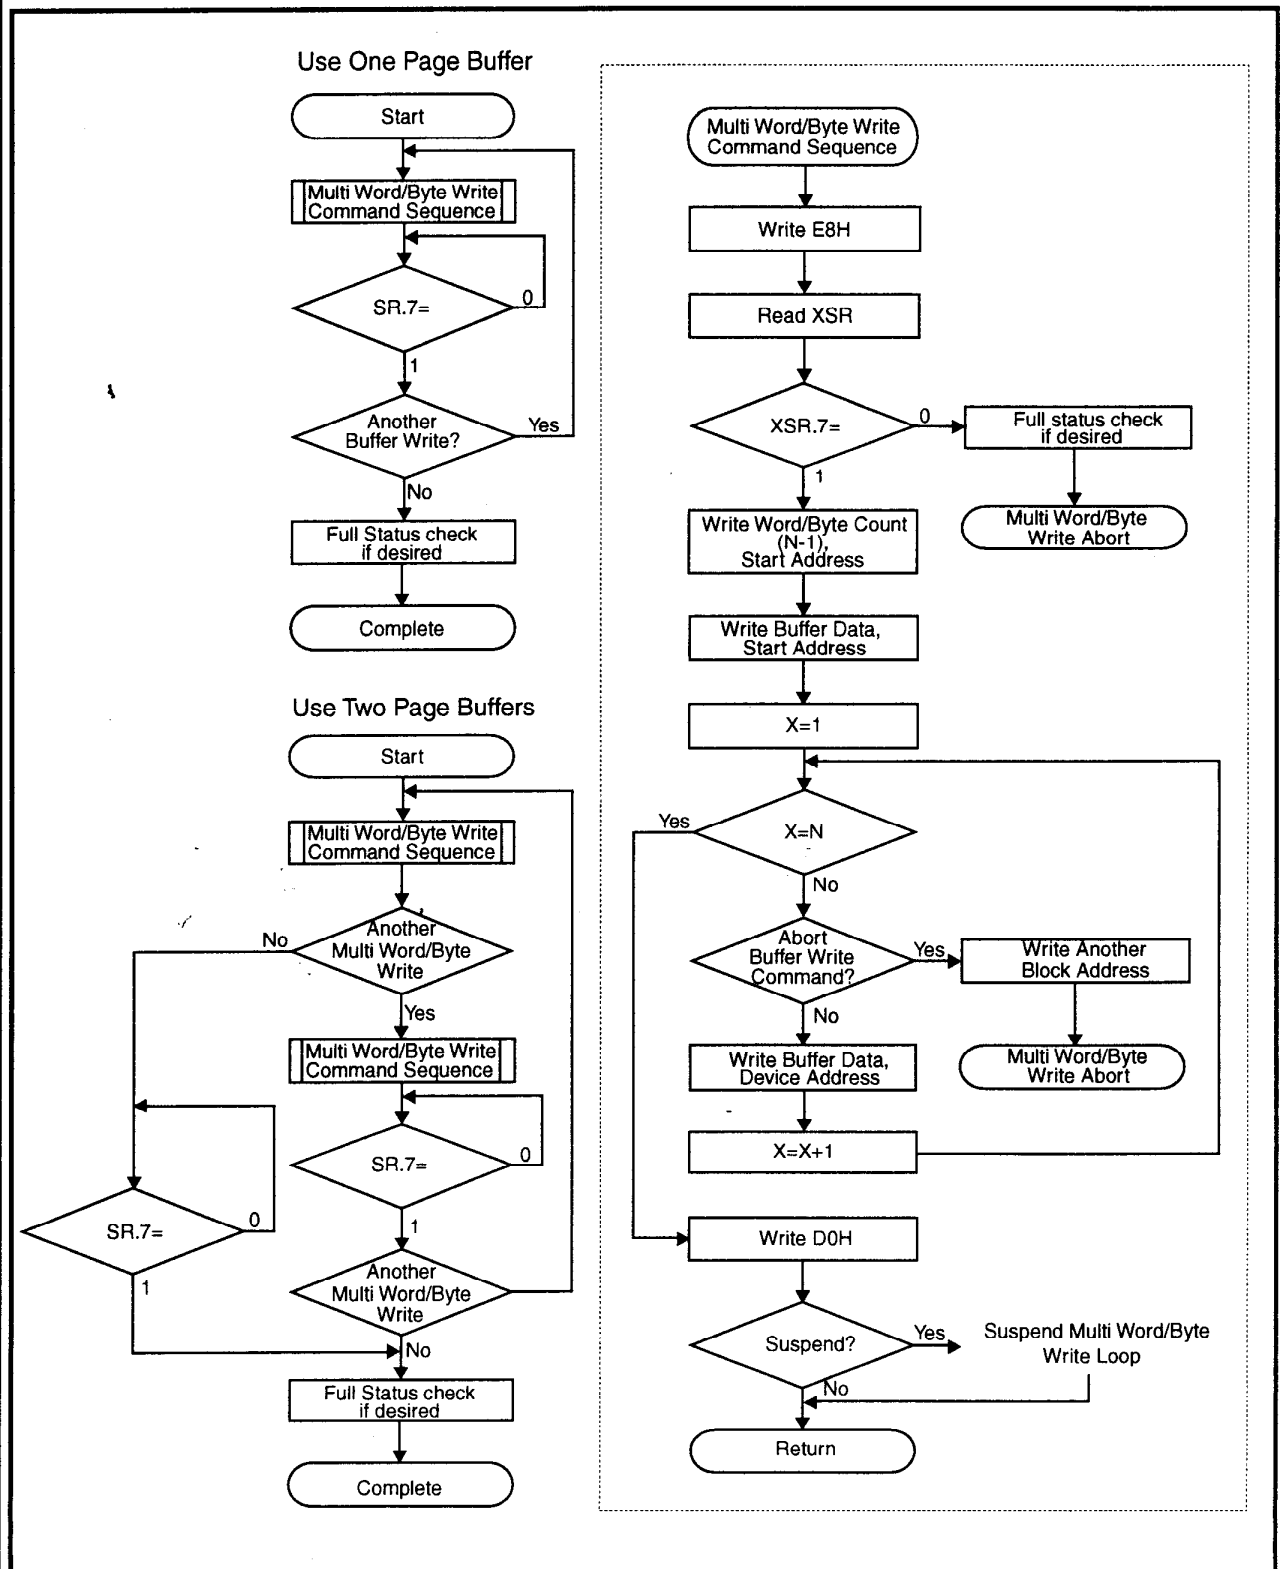 Use One Page Buffer
Start
Multi Word/Byte Write
Command Sequence
SR.7=
0
1
Another
Buffer Write?
Yes
No
Full Status check
if desired
Complete
Use Two Page Buffers
Start
Multi Word/Byte Write
Command Sequence
Another
Multi Word/Byte
Write
No
Yes
Multi Word/Byte Write
Command Sequence
SR.7=
0
1
SR.7=
0
1
Another
Multi Word/Byte
Write
No
Full Status check
if desired
Complete
Multi Word/Byte Write
Command Sequence
Write E8H
Read XSR
XSR.7=
0
Full status check
if desired
Multi Word/Byte
Write Abort
1
Write Word/Byte Count
(N-1),
Start Address
Write Buffer Data,
Start Address
X=1
X=N
Yes
No
Abort
Buffer Write
Command?
Yes
Write Another
Block Address
Multi Word/Byte
Write Abort
No
Write Buffer Data,
Device Address
X=X+1
Write D0H
Suspend?
Yes
Suspend Multi Word/Byte
Write Loop
No
Return